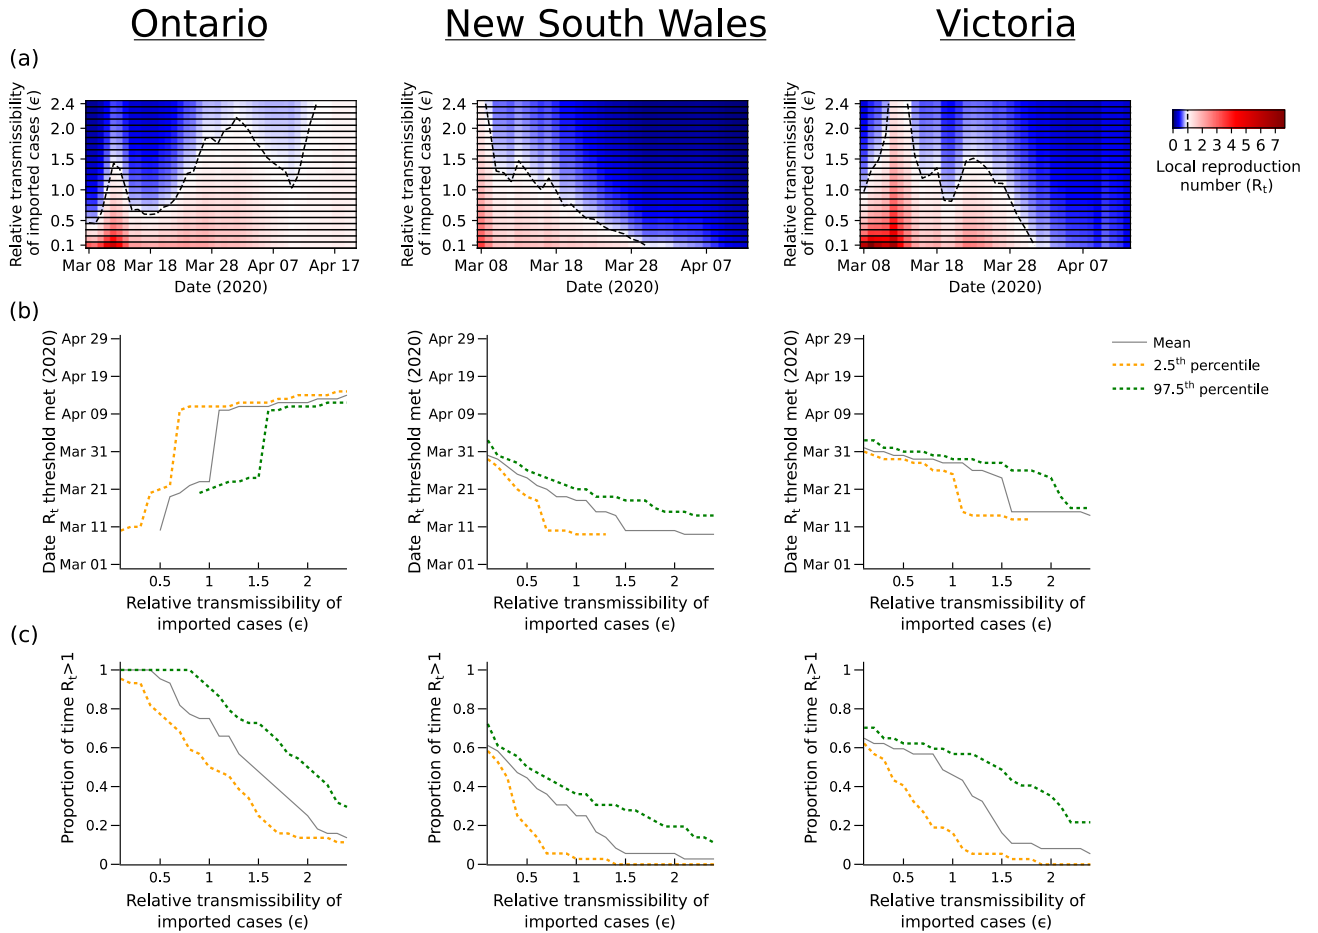 Ontario
New South Wales
Victoria
(a)
Relative transmissibility
of imported cases (ϵ)
2.4
2.0
1.5
1.0
0.5
0.1
Mar 08
Mar 18
Mar 28
Apr 07
Apr 17
Date (2020)
Relative transmissibility
of imported cases (ϵ)
2.4
2.0
1.5
1.0
0.5
0.1
Mar 08
Mar 18
Mar 28
Apr 07
Date (2020)
Relative transmissibility
of imported cases (ϵ)
2.4
2.0
1.5
1.0
0.5
0.1
Mar 08
Mar 18
Mar 28
Apr 07
Date (2020)
0 1 2 3 4 5 6 7
Local reproduction
number (Rt)
(b)
Date Rt threshold met (2020)
Apr 29
Apr 19
Apr 09
Mar 31
Mar 21
Mar 11
Mar 01
0.5 1 1.5 2
Relative transmissibility of
imported cases (ϵ)
Date Rt threshold met (2020)
Apr 29
Apr 19
Apr 09
Mar 31
Mar 21
Mar 11
Mar 01
0.5 1 1.5 2
Relative transmissibility of
imported cases (ϵ)
Date Rt threshold met (2020)
Apr 29
Apr 19
Apr 09
Mar 31
Mar 21
Mar 11
Mar 01
0.5 1 1.5 2
Relative transmissibility of
imported cases (ϵ)
Mean
2.5th percentile
97.5th percentile
(c)
Proportion of time Rt>1
1
0.8
0.6
0.4
0.2
0
0.5 1 1.5 2
Relative transmissibility of
imported cases (ϵ)
Proportion of time Rt>1
1
0.8
0.6
0.4
0.2
0
0.5 1 1.5 2
Relative transmissibility of
imported cases (ϵ)
Proportion of time Rt>1
1
0.8
0.6
0.4
0.2
0
0.5 1 1.5 2
Relative transmissibility of
imported cases (ϵ)